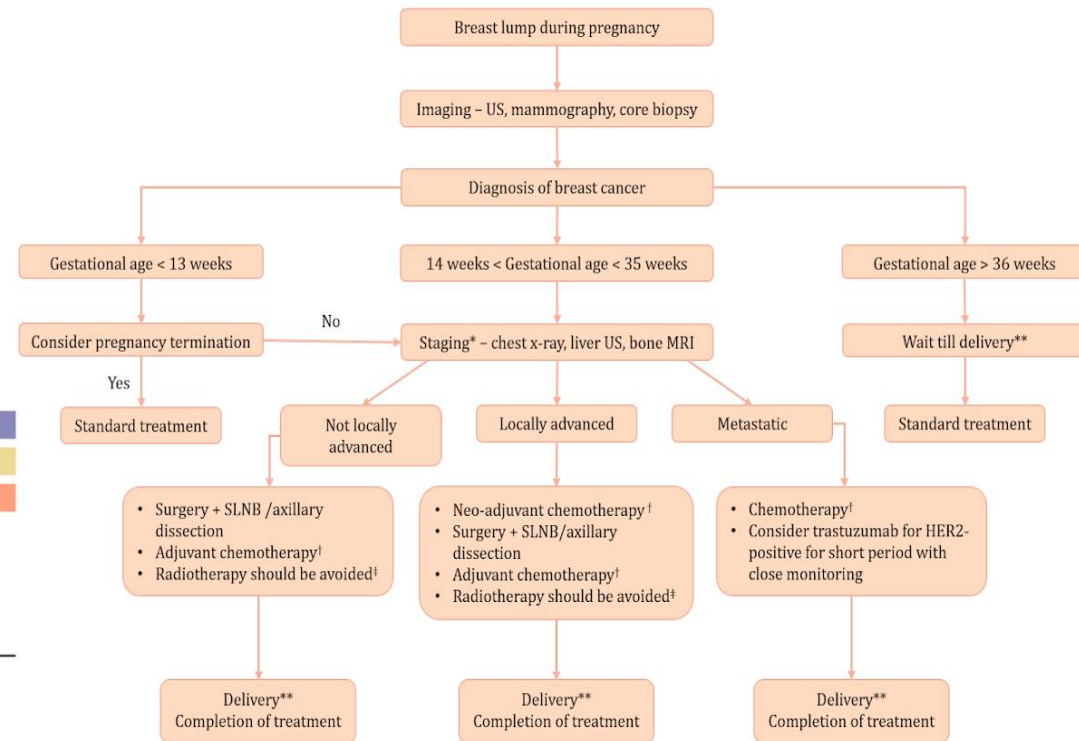 Breast lump during pregnancy
Imaging – US, mammography, core biopsy
Diagnosis of breast cancer
Gestational age < 13 weeks
14 weeks < Gestational age < 35 weeks
Gestational age > 36 weeks
No
Consider pregnancy termination
Staging* – chest x-ray, liver US, bone MRI
Wait till delivery**
Yes
Standard treatment
Not locally
advanced
Locally advanced
Metastatic
Standard treatment
• Surgery + SLNB /axillary
dissection
• Adjuvant chemotherapy†
• Radiotherapy should be avoided‡
• Neo-adjuvant chemotherapy †
• Surgery + SLNB/axillary
dissection
• Adjuvant chemotherapy†
• Radiotherapy should be avoided‡
• Chemotherapy†
• Consider trastuzumab for HER2-
positive for short period with
close monitoring
Delivery**
Completion of treatment
Delivery**
Completion of treatment
Delivery**
Completion of treatment